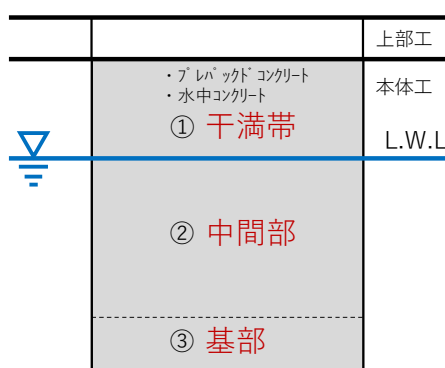 上部工
・ﾌﾟﾚﾊﾟｯｸﾄﾞｺﾝｸﾘｰﾄ
・水中ｺﾝｸﾘｰﾄ
本体工
① 干満帯
L.W.L
② 中間部
③ 基部